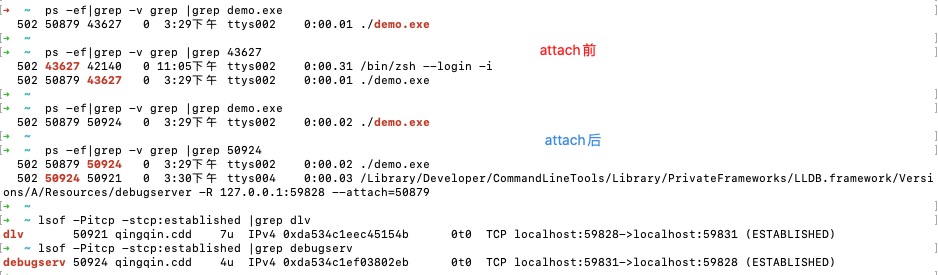 [➜  ~  ps -ef|grep -v grep |grep demo.exe
  502 50879 43627   0  3:29下午 ttys002    0:00.01 ./demo.exe
[➜  ~
attach前
[➜  ~  ps -ef|grep -v grep |grep 43627
  502 43627 42140   0 11:05下午 ttys002    0:00.31 /bin/zsh --login -i
  502 50879 43627   0  3:29下午 ttys002    0:00.01 ./demo.exe
[➜  ~
[➜  ~  ps -ef|grep -v grep |grep demo.exe
  502 50879 50924   0  3:29下午 ttys002    0:00.02 ./demo.exe
[➜  ~
attach后
[➜  ~  ps -ef|grep -v grep |grep 50924
  502 50879 50924   0  3:29下午 ttys002    0:00.02 ./demo.exe
  502 50924 50921   0  3:30下午 ttys004    0:00.03 /Library/Developer/CommandLineTools/Library/PrivateFrameworks/LLDB.framework/Versi
ons/A/Resources/debugserver -R 127.0.0.1:59828 --attach=50879
[➜  ~
[➜  ~ lsof -Pitcp -stcp:established |grep dlv
dlv       50921 qingqin.cdd    7u  IPv4 0xda534c1eec45154b      0t0  TCP localhost:59828->localhost:59831 (ESTABLISHED)
[➜  ~ lsof -Pitcp -stcp:established |grep debugserv
debugserv 50924 qingqin.cdd    4u  IPv4 0xda534c1ef03802eb      0t0  TCP localhost:59831->localhost:59828 (ESTABLISHED)